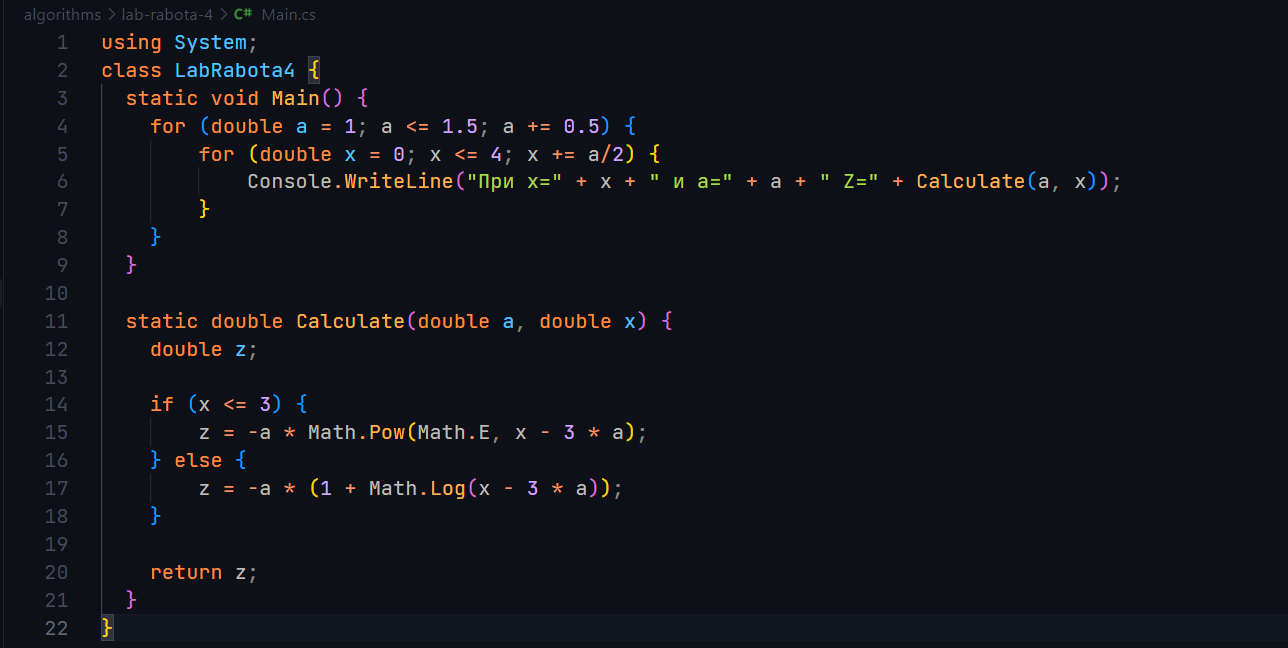 algorithms > lab-rabota-4 > C# Main.cs
1 using System;
2 class LabRabota4 {
3 static void Main() {
4 for (double a = 1; a <= 1.5; a += 0.5) {
5 for (double x = 0; x <= 4; x += a/2) {
6 Console.WriteLine("При x=" + x + " и a=" + a + " Z=" + Calculate(a, x));
7 }
8 }
9 }
10
11 static double Calculate(double a, double x) {
12 double z;
13
14 if (x <= 3) {
15 z = -a * Math.Pow(Math.E, x - 3 * a);
16 } else {
17 z = -a * (1 + Math.Log(x - 3 * a));
18 }
19
20 return z;
21 }
22 }